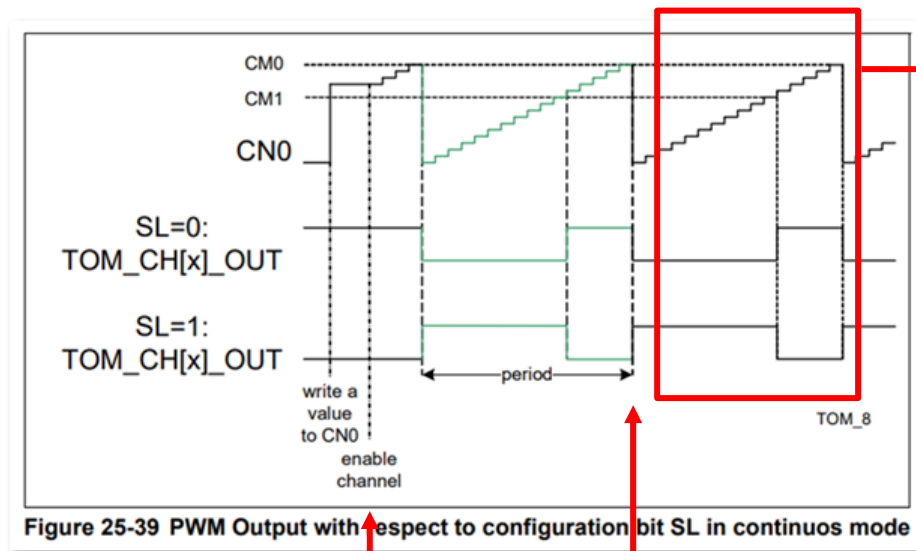 CM0
CM1
CN0
SL=0:
TOM_CH[x]_OUT
SL=1:
TOM_CH[x]_OUT
period
write a
value
to CN0
enable
channel
TOM_8
Figure 25-39 PWM Output with respect to configuration bit SL in continuos mode